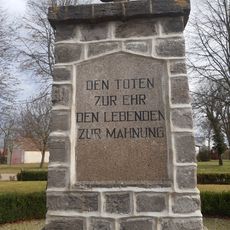 DEN TOTEN
ZUR EHR
DEN LEBENDEN
ZUR MAHNUNG